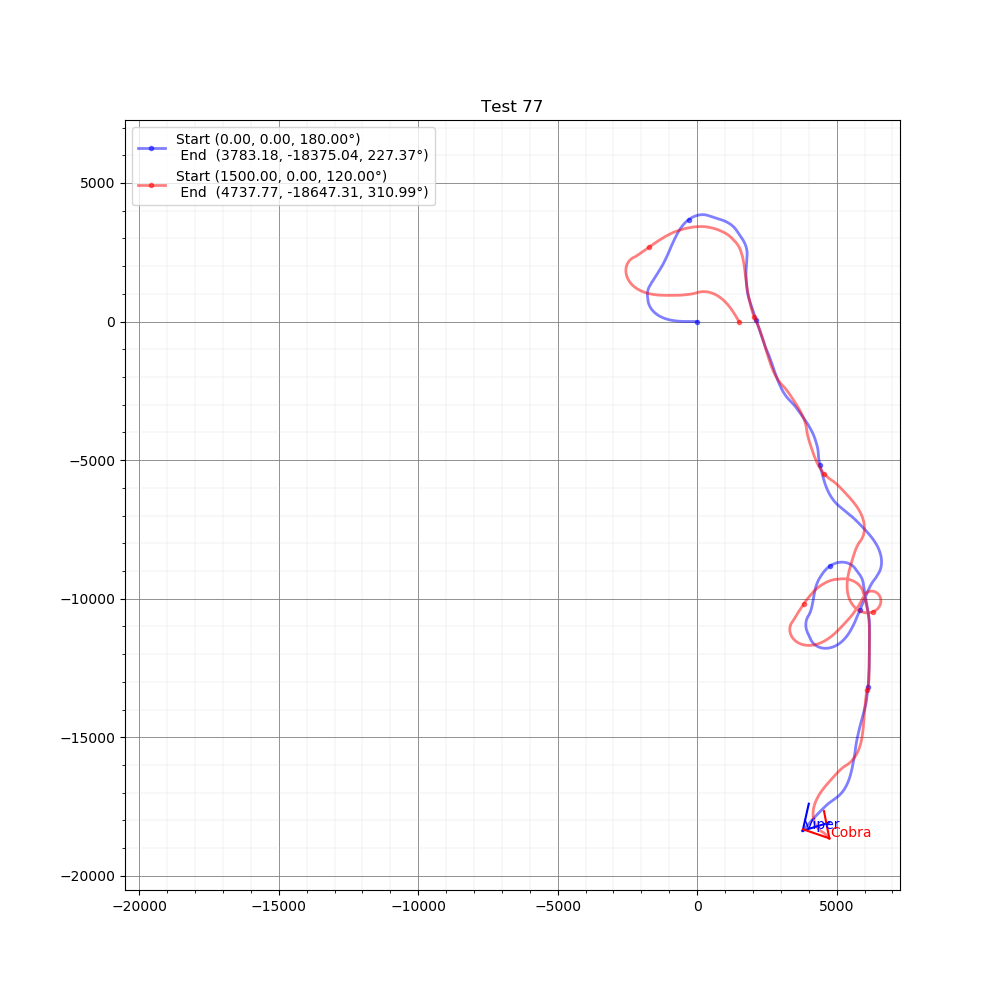 Test 77
Start (0.00, 0.00, 180.00°)
End (3783.18, -18375.04, 227.37°)
Start (1500.00, 0.00, 120.00°)
End (4737.77, -18647.31, 310.99°)
5000
0
−5000
−10000
−15000
−20000
Viper
Cobra
−20000 −15000 −10000 −5000 0 5000